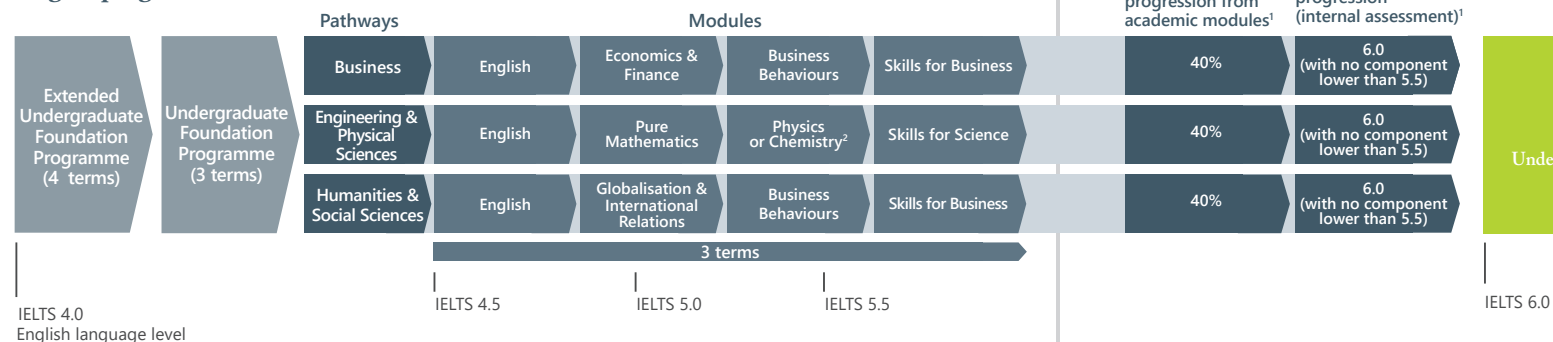 progression from
academic modules¹
progression
(internal assessment)¹
Pathways
Modules
Extended
Undergraduate
Foundation
Programme
(4 terms)
Undergraduate
Foundation
Programme
(3 terms)
Business
English
Economics &
Finance
Business
Behaviours
Skills for Business
40%
6.0
(with no component
lower than 5.5)
Engineering &
Physical
Sciences
English
Pure
Mathematics
Physics
or Chemistry²
Skills for Science
40%
6.0
(with no component
lower than 5.5)
Humanities &
Social Sciences
English
Globalisation &
International
Relations
Business
Behaviours
Skills for Business
40%
6.0
(with no component
lower than 5.5)
Unde
3 terms
IELTS 4.0
English language level
IELTS 4.5
IELTS 5.0
IELTS 5.5
IELTS 6.0